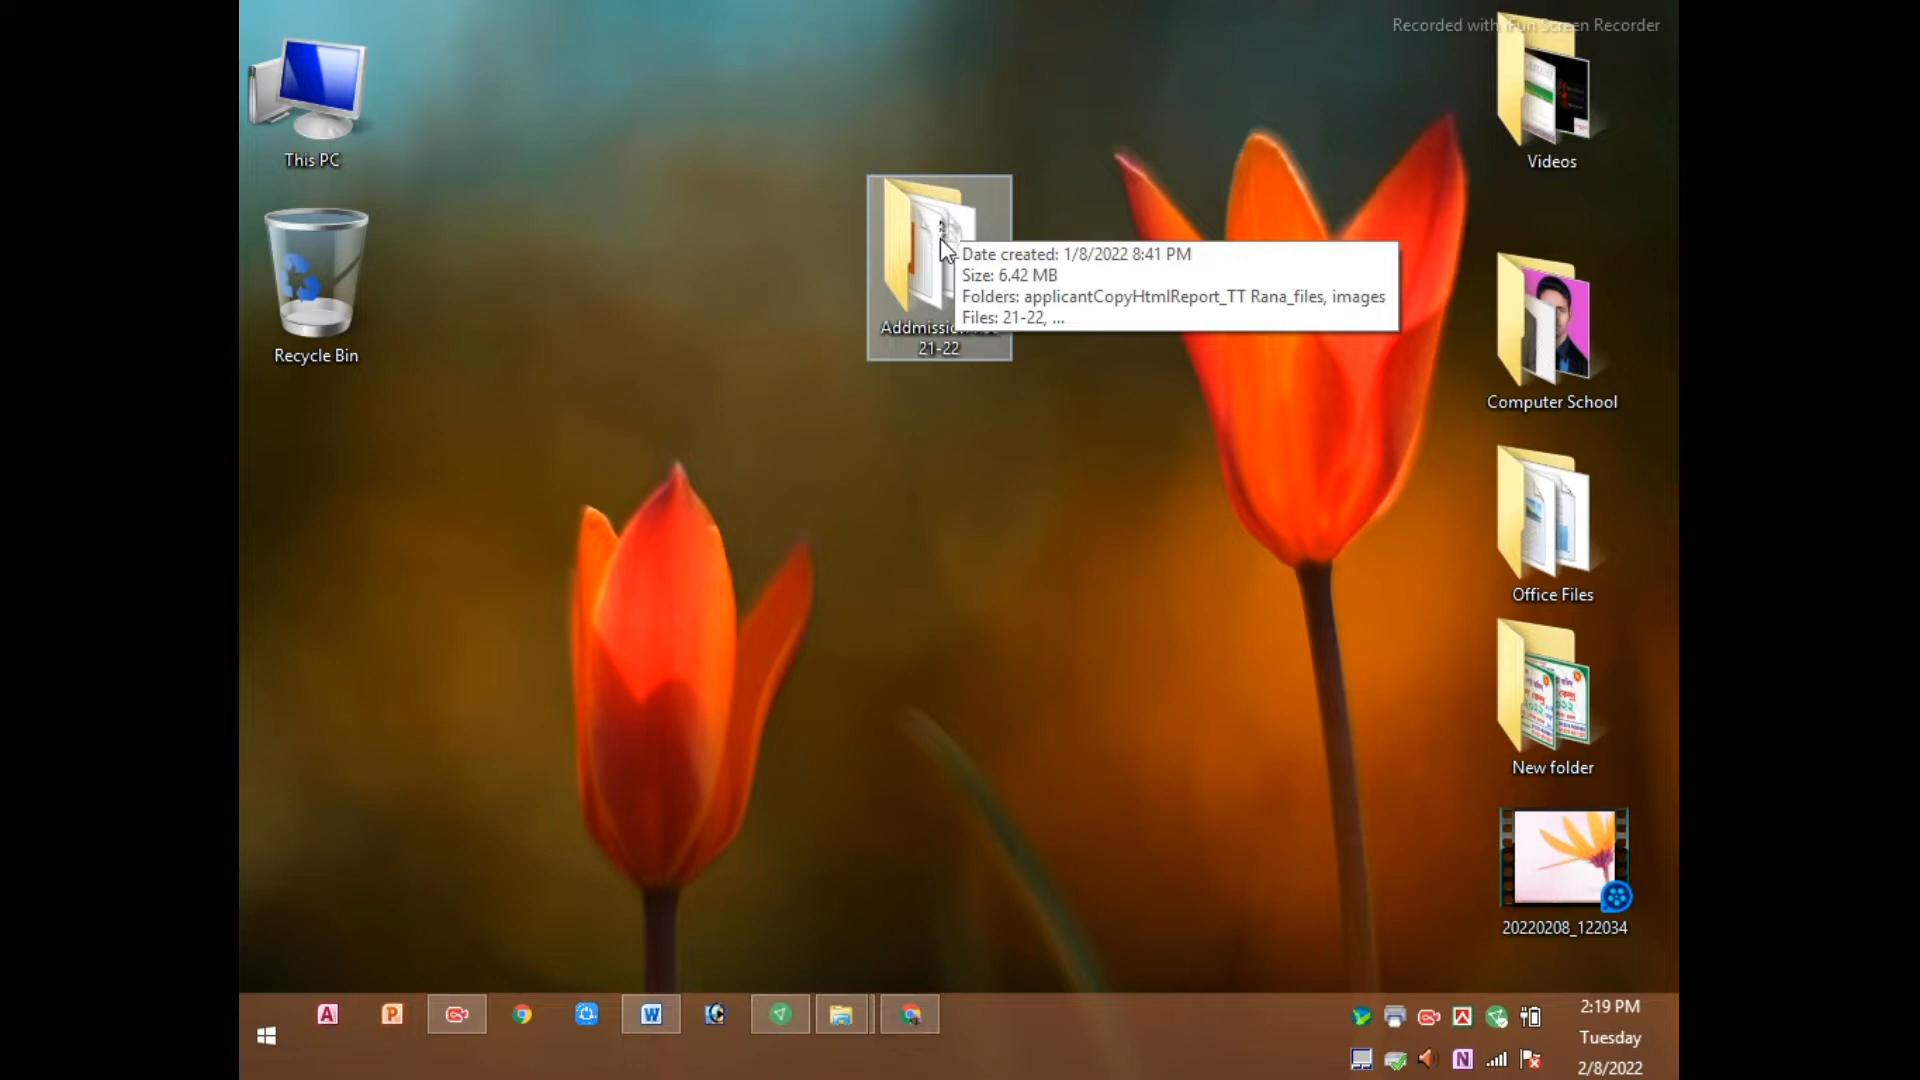 Recorded with iFun Screen Recorder
This PC
Recycle Bin
Date created: 1/8/2022 8:41 PM
Size: 6.42 MB
Folders: applicantCopyHtmlReport_TT Rana_files, images
Files: 21-22, ...
21-22
Videos
Computer School
Office Files
New folder
20220208_122034
2:19 PM
Tuesday
2/8/2022